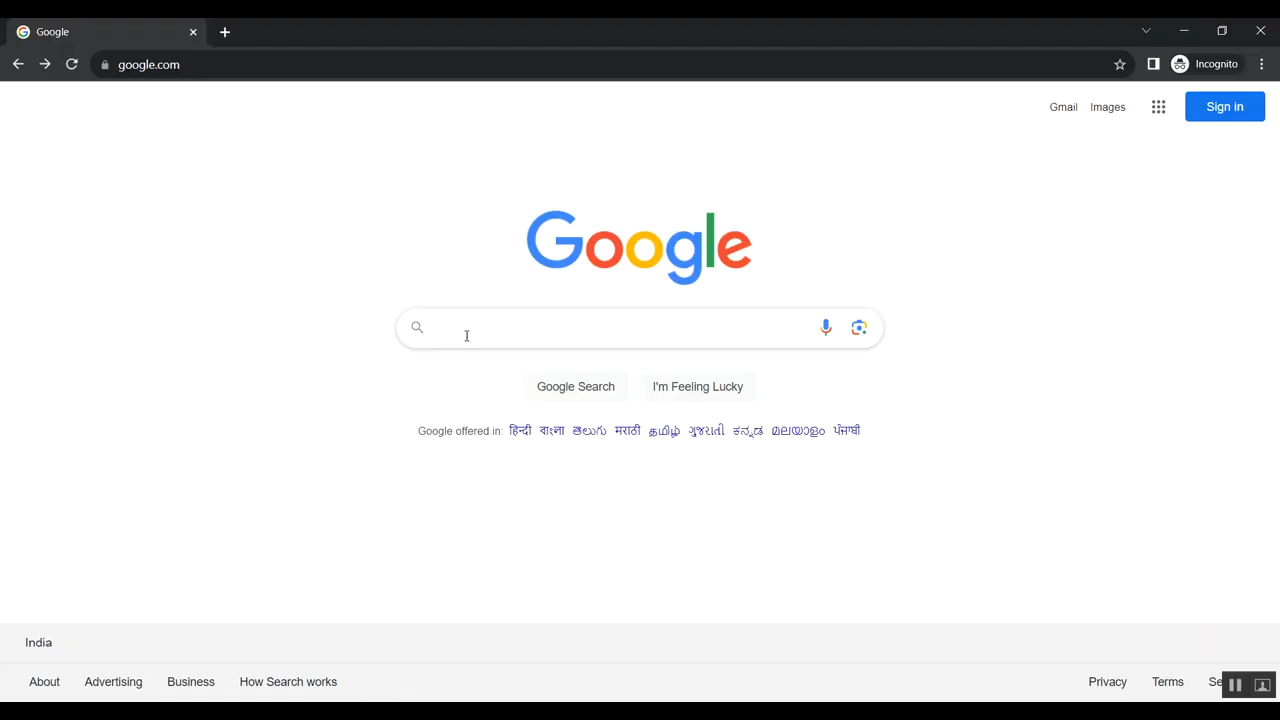 Google
google.com
Incognito
Gmail Images
Sign in
Google
Google Search I'm Feeling Lucky
Google offered in: हिन्दी বাংলা తెలుగు मराठी தமிழ் ગુજરાતી ಕನ್ನಡ മലയാളം ਪੰਜਾਬੀ
India
About Advertising Business How Search works Privacy Terms